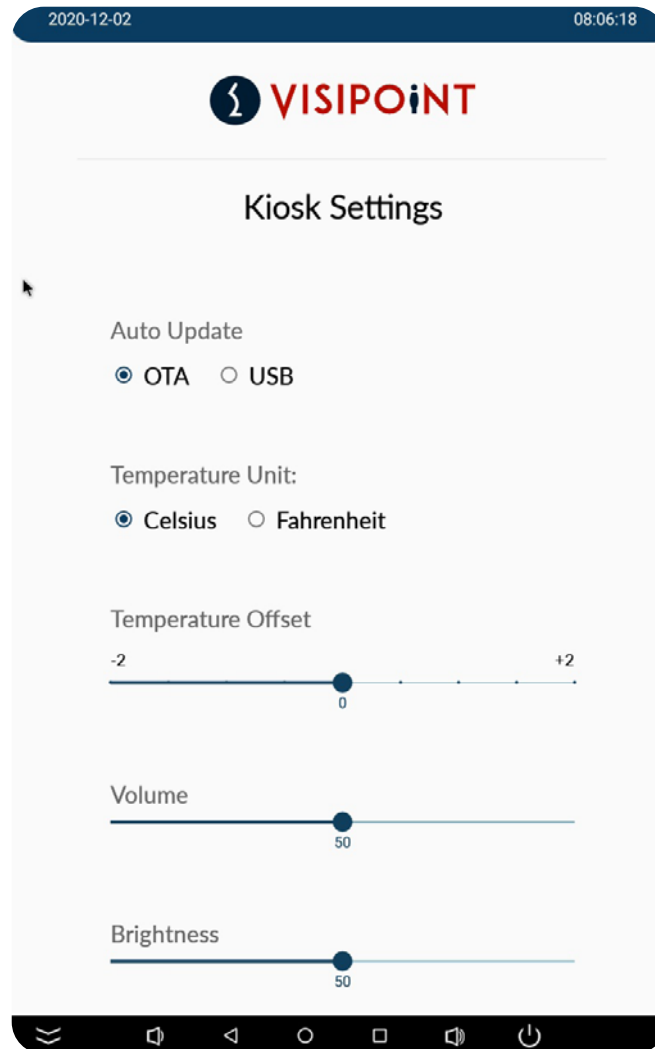 2020-12-02 08:06:18
VISIPOiNT
Kiosk Settings
Auto Update
OTA USB
Temperature Unit:
Celsius Fahrenheit
Temperature Offset
-2 +2
0
Volume
50
Brightness
50